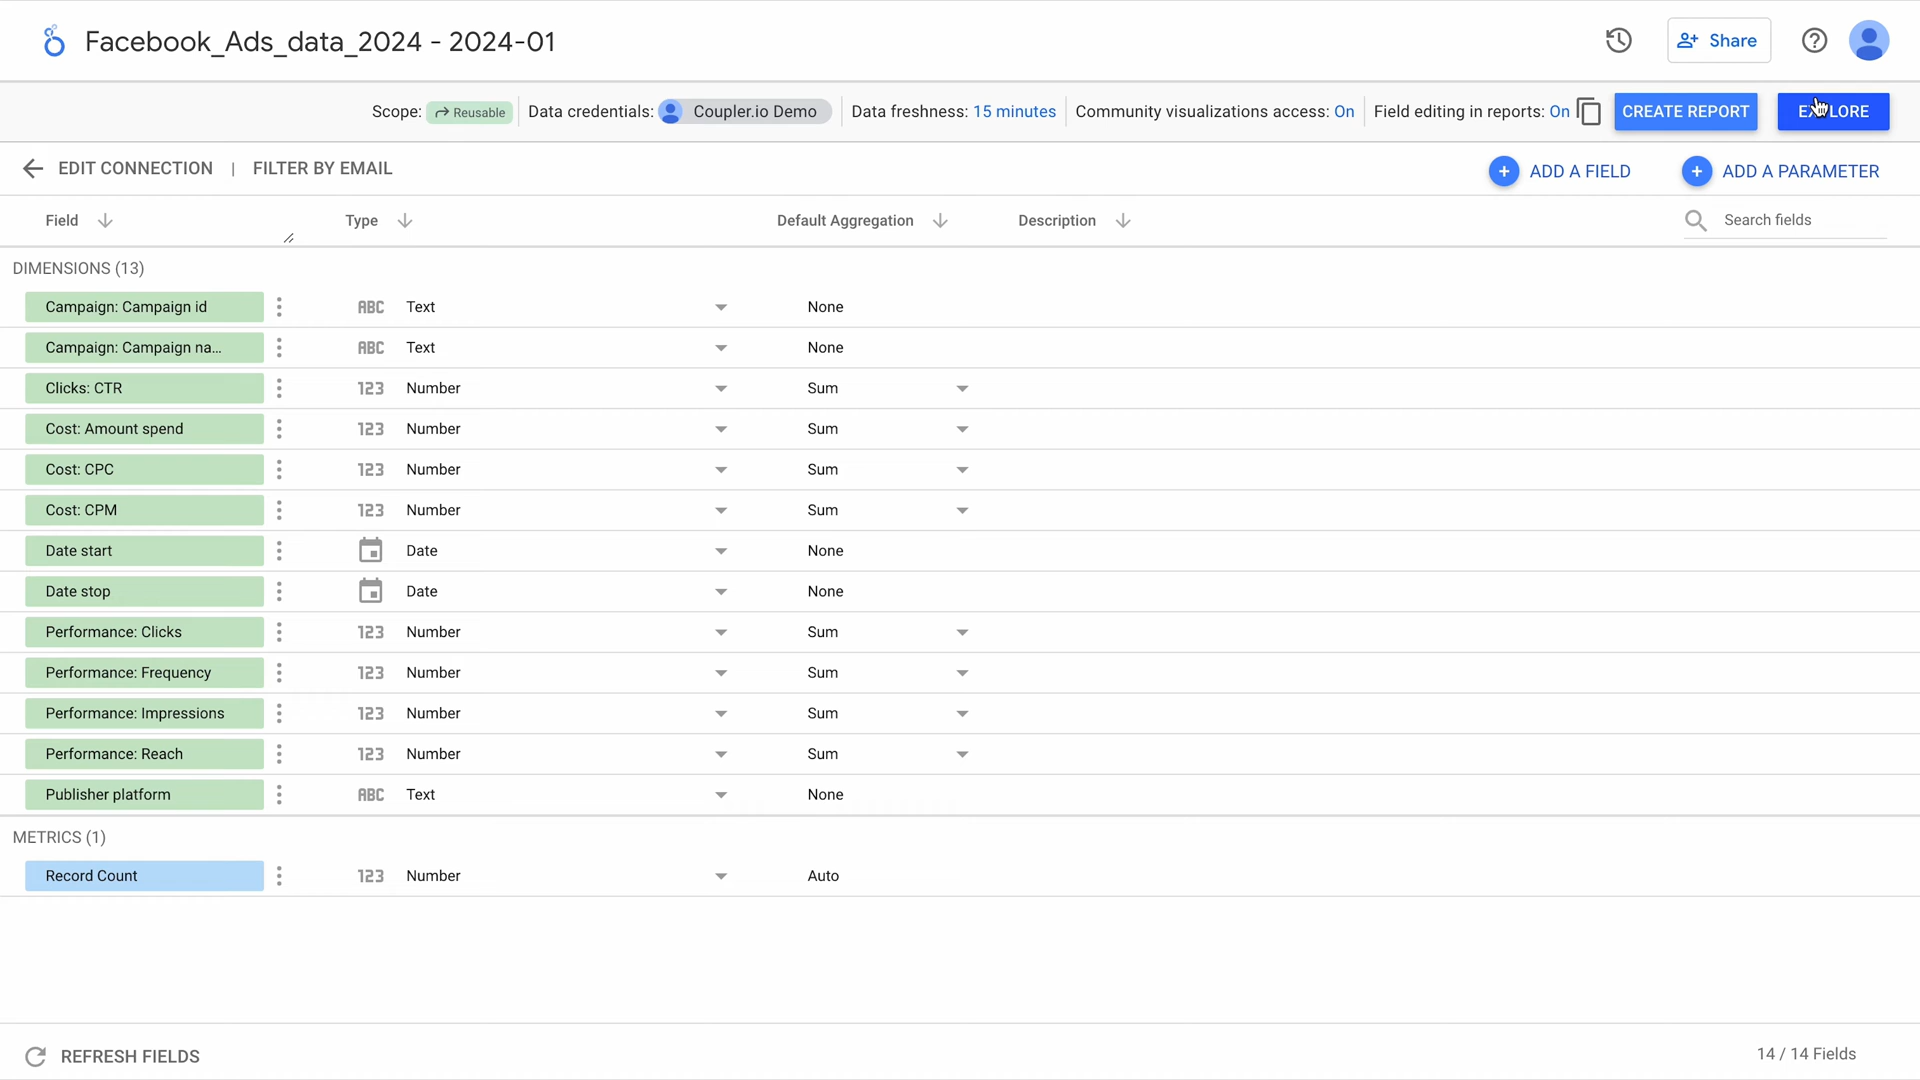 Facebook_Ads_data_2024 - 2024-01
Share
Scope: Reusable Data credentials: Coupler.io Demo Data freshness: 15 minutes Community visualizations access: On Field editing in reports: On CREATE REPORT EXPLORE
EDIT CONNECTION | FILTER BY EMAIL
+ ADD A FIELD + ADD A PARAMETER
Field Type Default Aggregation Description Search fields
DIMENSIONS (13)
Campaign: Campaign id ABC Text None
Campaign: Campaign na... ABC Text None
Clicks: CTR 123 Number Sum
Cost: Amount spend 123 Number Sum
Cost: CPC 123 Number Sum
Cost: CPM 123 Number Sum
Date start Date None
Date stop Date None
Performance: Clicks 123 Number Sum
Performance: Frequency 123 Number Sum
Performance: Impressions 123 Number Sum
Performance: Reach 123 Number Sum
Publisher platform ABC Text None
METRICS (1)
Record Count 123 Number Auto
REFRESH FIELDS 14 / 14 Fields